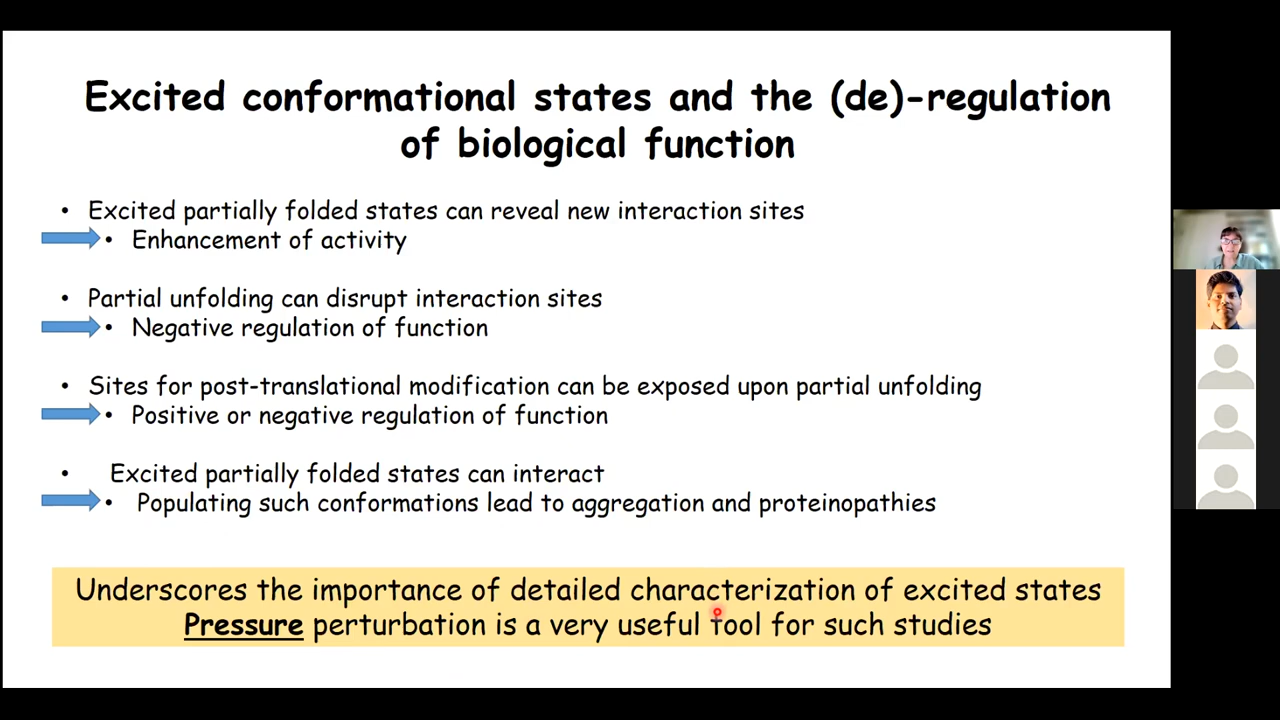 Excited conformational states and the (de)-regulation
of biological function
• Excited partially folded states can reveal new interaction sites
• Enhancement of activity
• Partial unfolding can disrupt interaction sites
• Negative regulation of function
• Sites for post-translational modification can be exposed upon partial unfolding
• Positive or negative regulation of function
• Excited partially folded states can interact
• Populating such conformations lead to aggregation and proteinopathies
Underscores the importance of detailed characterization of excited states
Pressure perturbation is a very useful tool for such studies